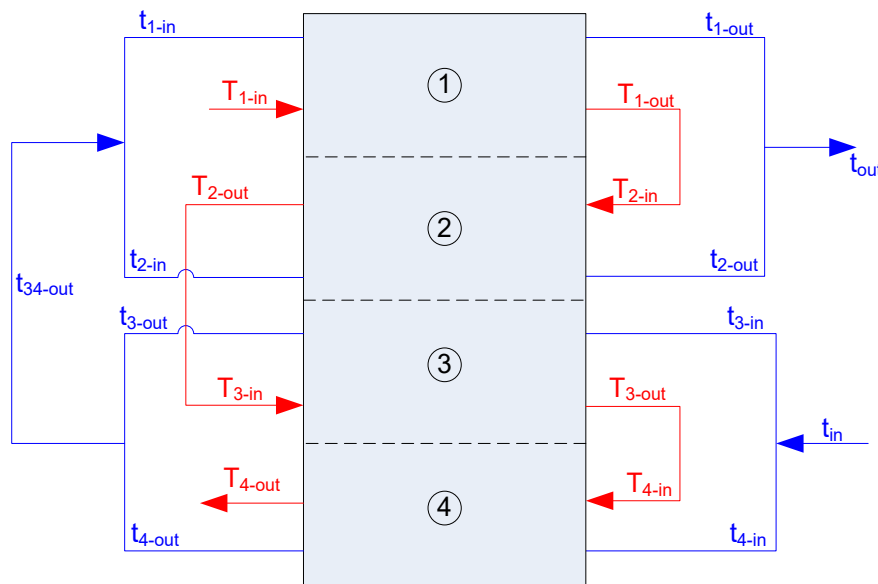 t1-in
t1-out
T1-in
①
T1-out
tout
T2-out
T2-in
②
t2-in
t2-out
t34-out
t3-out
t3-in
③
T3-in
T3-out
tin
T4-out
T4-in
④
t4-out
t4-in